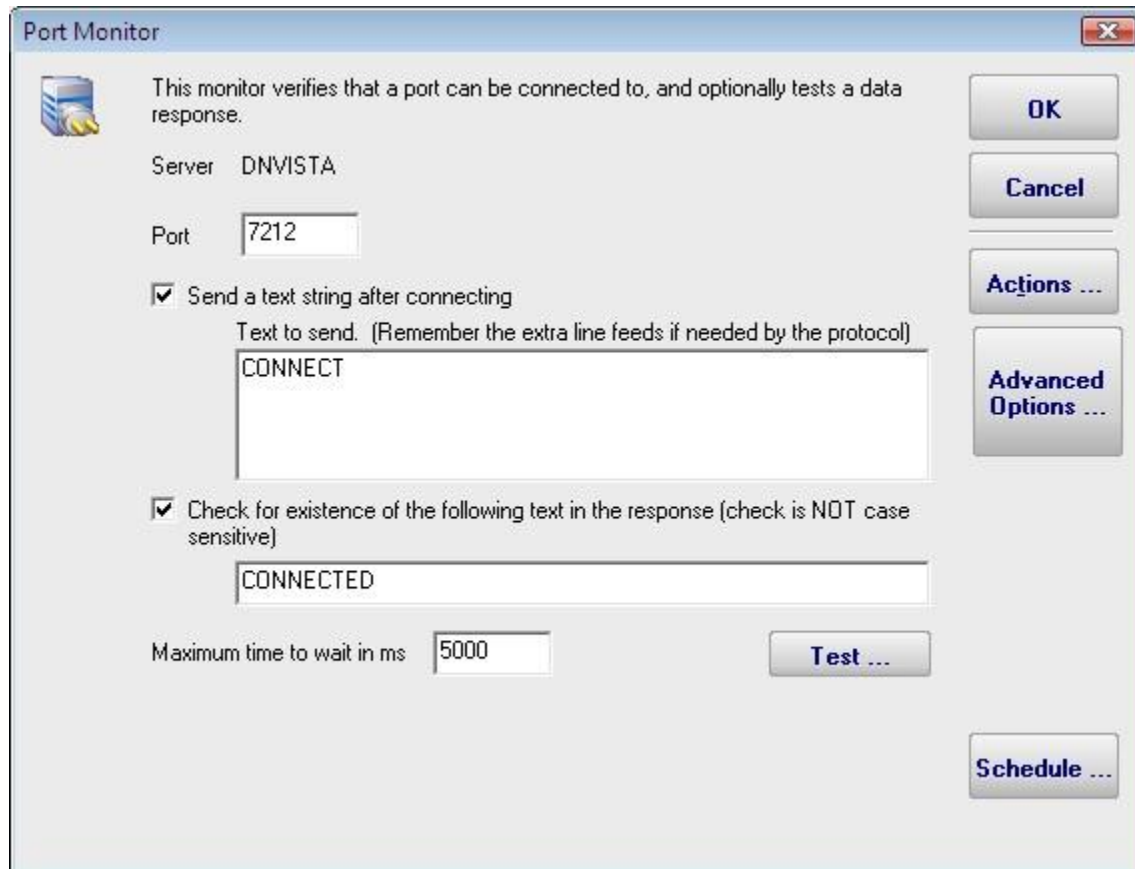 Port Monitor
This monitor verifies that a port can be connected to, and optionally tests a data
response.
OK
Server DNVISTA
Cancel
Port 7212
Actions ...
Send a text string after connecting
Text to send. (Remember the extra line feeds if needed by the protocol)
CONNECT
Advanced
Options ...
Check for existence of the following text in the response (check is NOT case
sensitive)
CONNECTED
Maximum time to wait in ms 5000
Test ...
Schedule ...